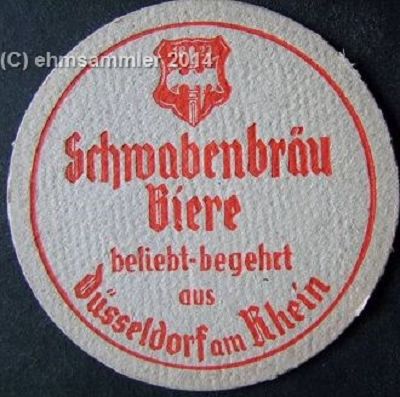 (C) ehmsammler 2014
Schwabenbräu
Biere
beliebt-begehrt
aus
Düsseldorf am Rhein